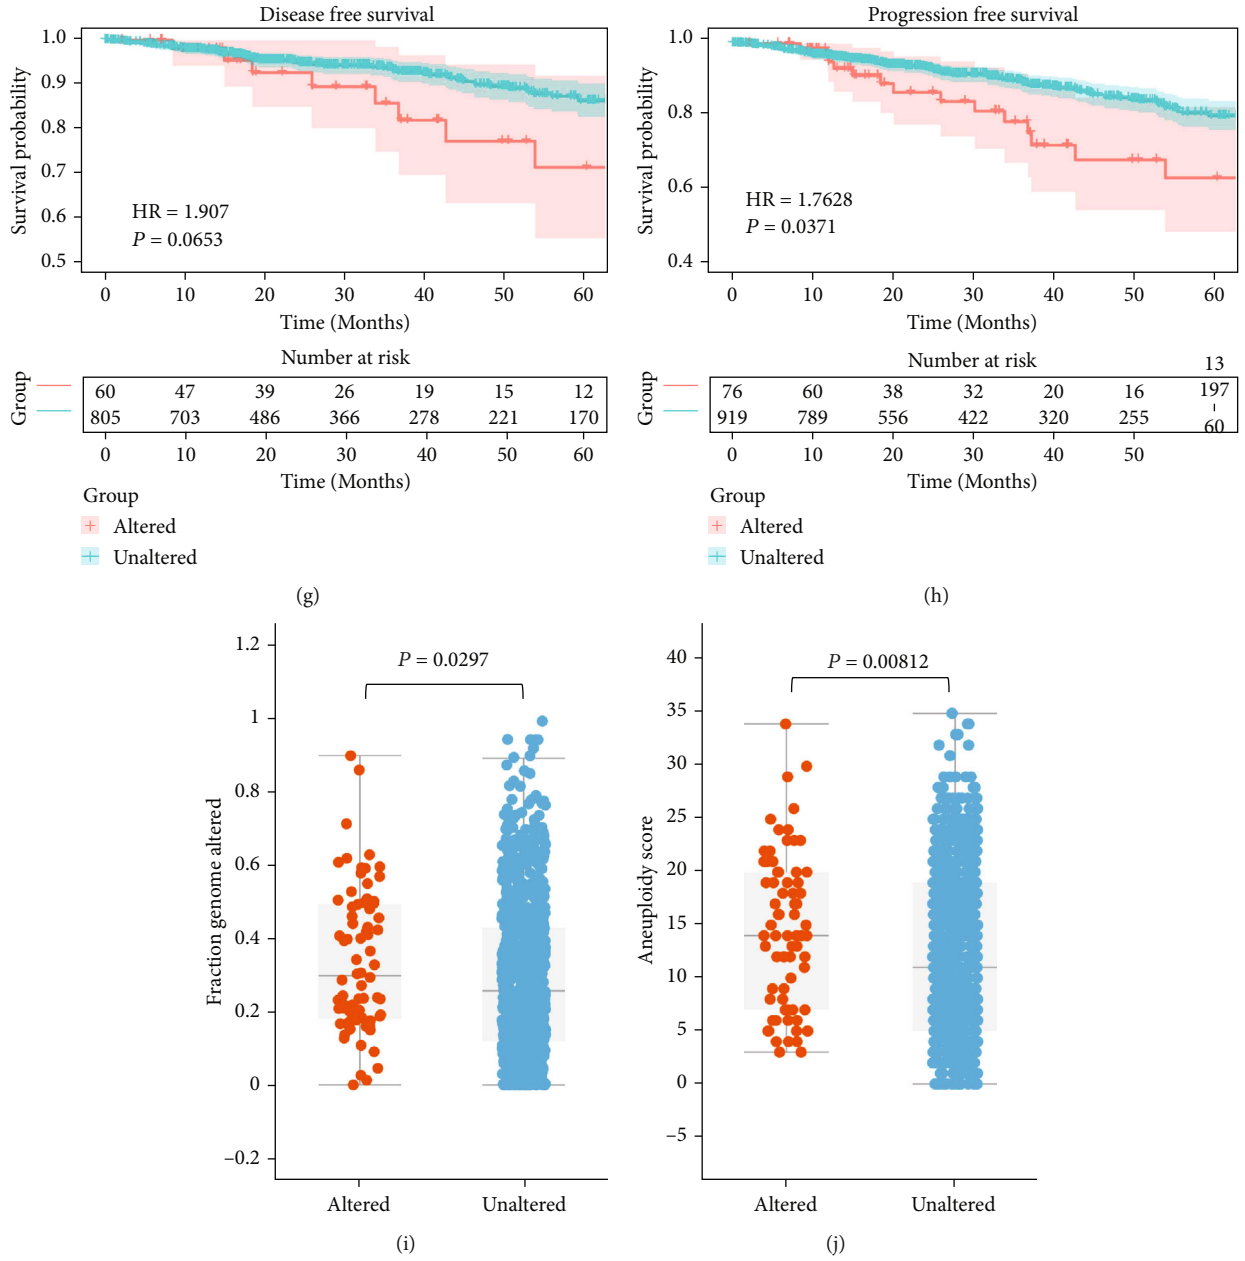 Disease free survival
1.0
0.9
0.8
0.7
0.6
0.5
Survival probability
HR = 1.907
P = 0.0653
0 10 20 30 40 50 60
Time (Months)
Number at risk
Group
60 47 39 26 19 15 12
805 703 486 366 278 221 170
0 10 20 30 40 50 60
Time (Months)
Group
Altered
Unaltered
(g)
Progression free survival
1.0
0.8
0.6
0.4
Survival probability
HR = 1.7628
P = 0.0371
0 10 20 30 40 50 60
Time (Months)
Number at risk
Group
76 60 38 32 20 16 13
919 789 556 422 320 255 197
0 10 20 30 40 50 60
Time (Months)
Group
Altered
Unaltered
(h)
1.2
1
0.8
0.6
0.4
0.2
0
–0.2
Fraction genome altered
P = 0.0297
Altered Unaltered
(i)
40
35
30
25
20
15
10
5
0
–5
Aneuploidy score
P = 0.00812
Altered Unaltered
(j)